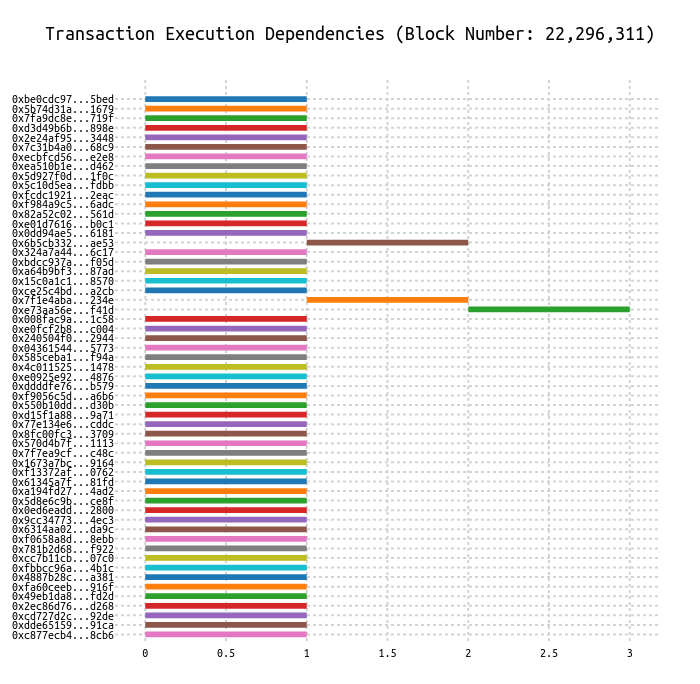 Transaction Execution Dependencies (Block Number: 22,296,311)
0xbe0cdc97...5bed
0x5b74d31a...1679
0x7fa9dc8e...719f
0xd3d49b6b...898e
0x2e24af95...3448
0x7c31b4a0...68c9
0xecbfcd56...e2e8
0xea510b1e...d462
0x5d927f0d...1f0c
0x5c10d5ea...fdbb
0xfcdc1921...2eac
0xf984a9c5...6adc
0x82a52c02...561d
0xe01d7616...b0c1
0x0dd94ae5...6181
0x6b5cb332...ae53
0x324a7a44...6c17
0xbdcc937a...f05d
0xa64b9bf3...87ad
0x15c0a1c1...8570
0xce25c4bd...a2cb
0x7f1e4aba...234e
0xe73aa56e...f41d
0x008fac9a...1c58
0xe0fcf2b8...c004
0x240504f0...2944
0x04361544...5773
0x585ceba1...f94a
0x4c011525...1478
0xe0925e92...4876
0xddddfe76...b579
0xf9056c5d...a6b6
0x550b10dd...d30b
0xd15f1a88...9a71
0x77e134e6...cddc
0x8fc00fc3...3709
0x570d4b7f...1113
0x7f7ea9cf...c48c
0x1673a7bc...9164
0xf13372af...0762
0x61345a7f...81fd
0xa194fd27...4ad2
0x5d8e6c9b...ce8f
0x0ed6eadd...2800
0x9cc34773...4ec3
0x6314aa02...da9c
0xf0658a8d...8ebb
0x781b2d68...f922
0xcc7b11cb...07c0
0xfbbcc96a...4b1c
0x4887b28c...a381
0xfa60ceeb...916f
0x49eb1da8...fd2d
0x2ec86d76...d268
0xcd727d2c...92de
0xdde65159...91ca
0xc877ecb4...8cb6
0 0.5 1 1.5 2 2.5 3